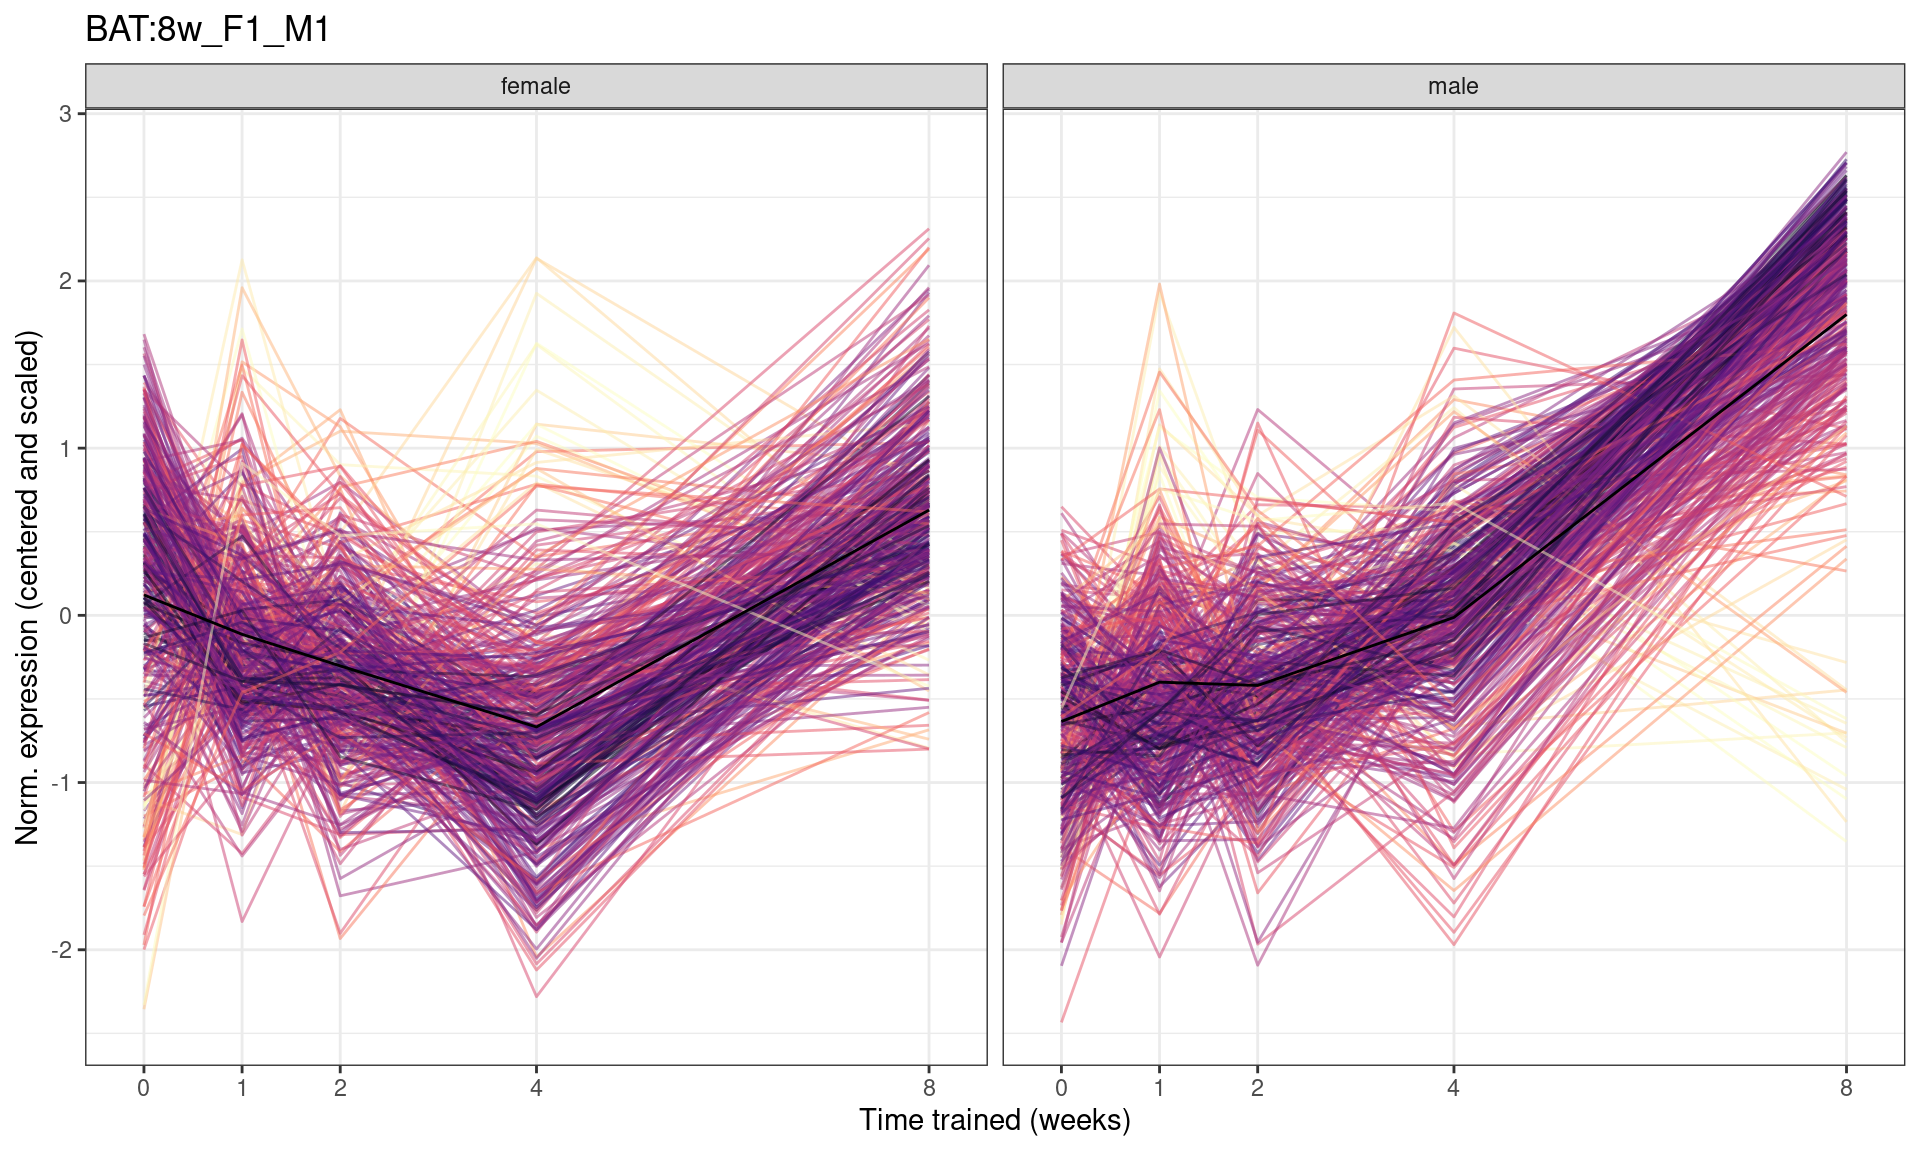 BAT:8w_F1_M1
female
male
Norm. expression (centered and scaled)
3
2
1
0
-1
-2
0 1 2 4 8
0 1 2 4 8
Time trained (weeks)